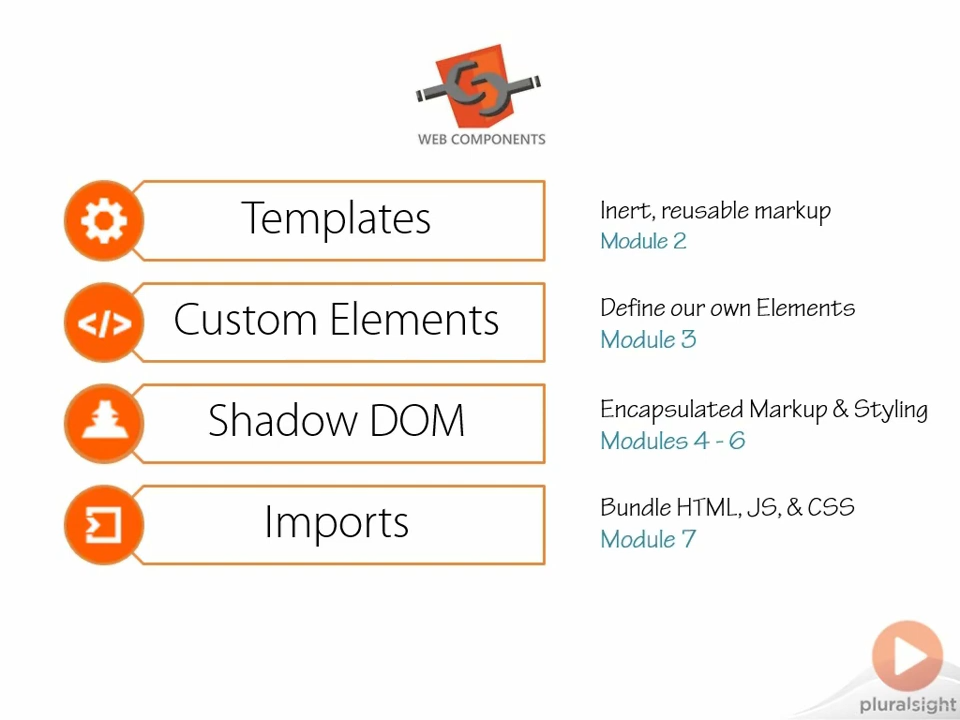 WEB COMPONENTS
Templates
Inert, reusable markup
Module 2
Custom Elements
Define our own Elements
Module 3
Shadow DOM
Encapsulated Markup & Styling
Modules 4 - 6
Imports
Bundle HTML, JS, & CSS
Module 7
pluralsight